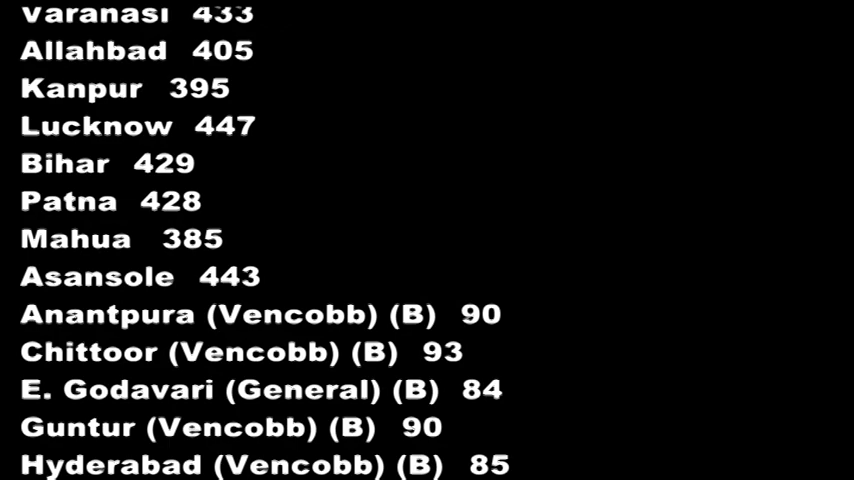 Varanasi 433
Allahbad 405
Kanpur 395
Lucknow 447
Bihar 429
Patna 428
Mahua 385
Asansole 443
Anantpura (Vencobb) (B) 90
Chittoor (Vencobb) (B) 93
E. Godavari (General) (B) 84
Guntur (Vencobb) (B) 90
Hyderabad (Vencobb) (B) 85